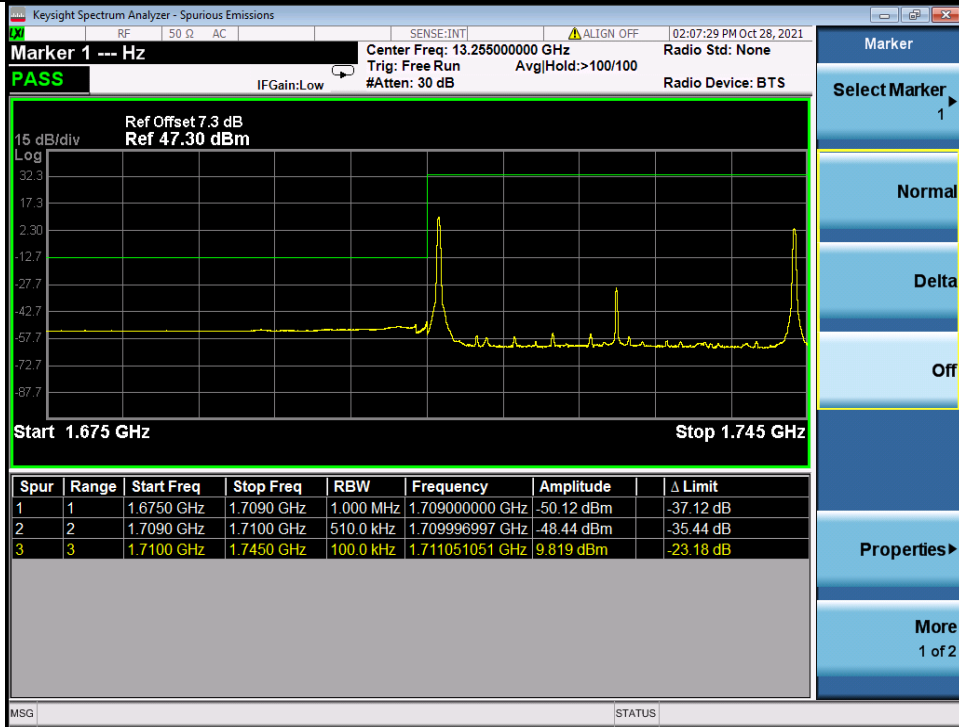 Keysight Spectrum Analyzer - Spurious Emissions
LXI RF 50 Ω AC SENSE:INT ALIGN OFF 02:07:29 PM Oct 28, 2021
Marker 1 --- Hz
PASS
IFGain:Low
Center Freq: 13.255000000 GHz
Trig: Free Run Avg|Hold:>100/100
#Atten: 30 dB
Radio Std: None
Radio Device: BTS
Ref Offset 7.3 dB
15 dB/div Ref 47.30 dBm
Log
32.3
17.3
2.30
-12.7
-27.7
-42.7
-57.7
-72.7
-87.7
Start 1.675 GHz Stop 1.745 GHz
Spur Range Start Freq Stop Freq RBW Frequency Amplitude Δ Limit
1 1 1.6750 GHz 1.7090 GHz 1.000 MHz 1.709000000 GHz -50.12 dBm -37.12 dB
2 2 1.7090 GHz 1.7100 GHz 510.0 kHz 1.709996997 GHz -48.44 dBm -35.44 dB
3 3 1.7100 GHz 1.7450 GHz 100.0 kHz 1.711051051 GHz 9.819 dBm -23.18 dB
MSG STATUS
Marker
Select Marker
1
Normal
Delta
Off
Properties
More
1 of 2